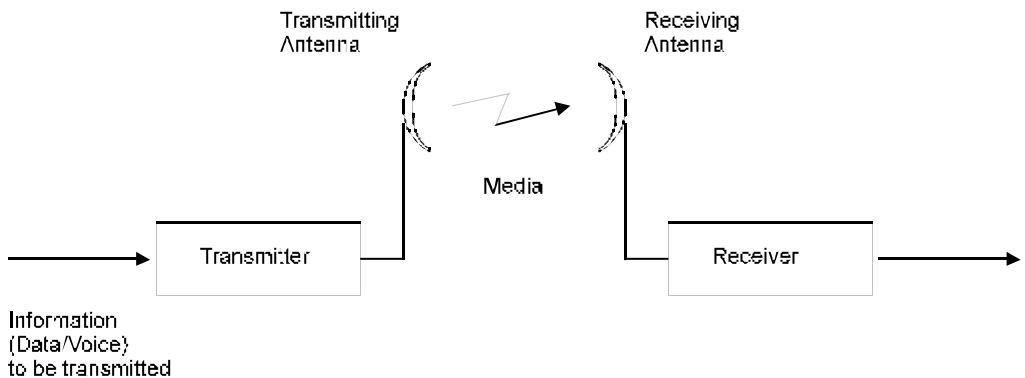 Transmitting
Antenna
Receiving
Antenna
Media
Transmitter
Receiver
Information
(Data/Voice)
to be transmitted